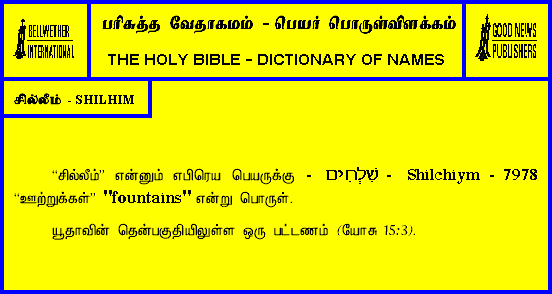 BELLWETHER
INTERNATIONAL
பரிசுத்த வேதாகமம் - பெயர் பொருள்விளக்கம்
THE HOLY BIBLE - DICTIONARY OF NAMES
GOOD NEWS
PUBLISHERS
சில்லீம் - SHILHIM
“சில்லீம்” என்னும் எபிரெய பெயருக்கு - שִׁלְחִים - Shilchiym - 7978
“ஊற்றுக்கள்” "fountains" என்று பொருள்.
யூதாவின் தென்பகுதியிலுள்ள ஒரு பட்டணம் (யோசு 15:3).